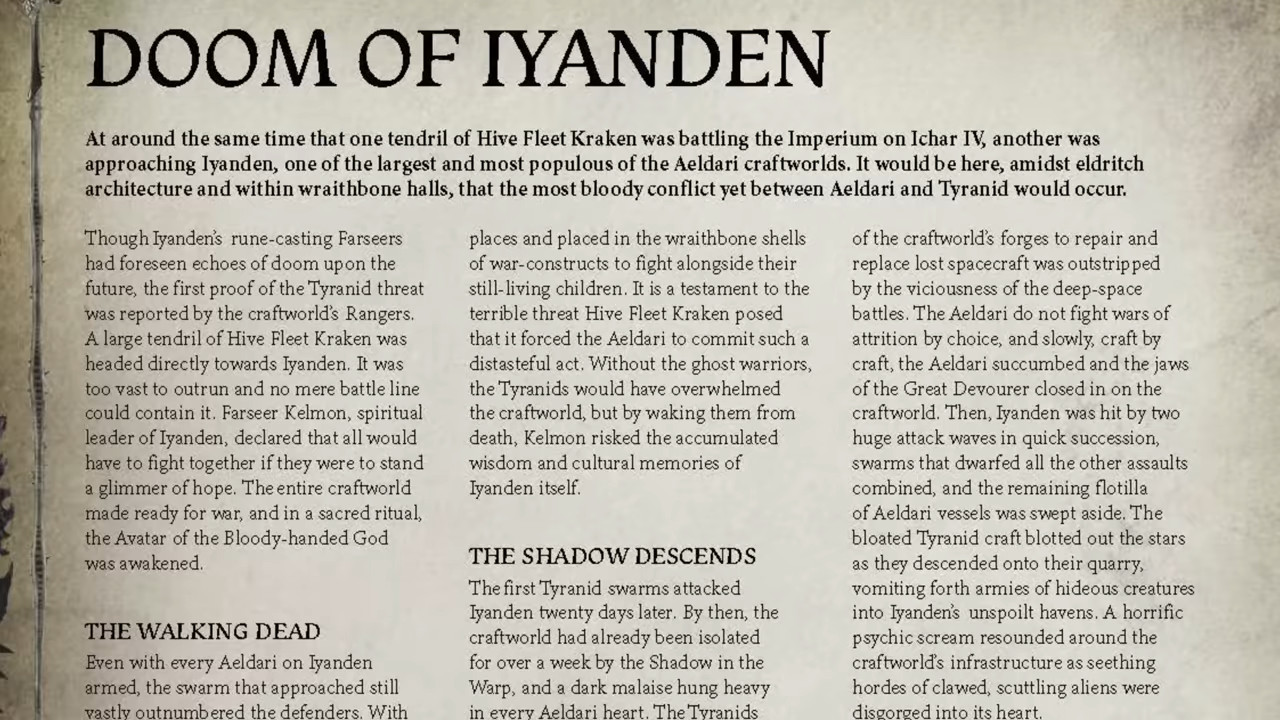 DOOM OF IYANDEN
At around the same time that one tendril of Hive Fleet Kraken was battling the Imperium on Ichar IV, another was
approaching Iyanden, one of the largest and most populous of the Aeldari craftworlds. It would be here, amidst eldritch
architecture and within wraithbone halls, that the most bloody conflict yet between Aeldari and Tyranid would occur.
Though Iyanden's rune-casting Farseers
had foreseen echoes of doom upon the
future, the first proof of the Tyranid threat
was reported by the craftworld's Rangers.
A large tendril of Hive Fleet Kraken was
headed directly towards Iyanden. It was
too vast to outrun and no mere battle line
could contain it. Farseer Kelmon, spiritual
leader of Iyanden, declared that all would
have to fight together if they were to stand
a glimmer of hope. The entire craftworld
made ready for war, and in a sacred ritual,
the Avatar of the Bloody-handed God
was awakened.
THE WALKING DEAD
Even with every Aeldari on Iyanden
armed, the swarm that approached still
vastly outnumbered the defenders. With
places and placed in the wraithbone shells
of war-constructs to fight alongside their
still-living children. It is a testament to the
terrible threat Hive Fleet Kraken posed
that it forced the Aeldari to commit such a
distasteful act. Without the ghost warriors,
the Tyranids would have overwhelmed
the craftworld, but by waking them from
death, Kelmon risked the accumulated
wisdom and cultural memories of
Iyanden itself.
THE SHADOW DESCENDS
The first Tyranid swarms attacked
Iyanden twenty days later. By then, the
craftworld had already been isolated
for over a week by the Shadow in the
Warp, and a dark malaise hung heavy
in every Aeldari heart. The Tyranids
of the craftworld's forges to repair and
replace lost spacecraft was outstripped
by the viciousness of the deep-space
battles. The Aeldari do not fight wars of
attrition by choice, and slowly, craft by
craft, the Aeldari succumbed and the jaws
of the Great Devourer closed in on the
craftworld. Then, Iyanden was hit by two
huge attack waves in quick succession,
swarms that dwarfed all the other assaults
combined, and the remaining flotilla
of Aeldari vessels was swept aside. The
bloated Tyranid craft blotted out the stars
as they descended onto their quarry,
vomiting forth armies of hideous creatures
into Iyanden's unspoilt havens. A horrific
psychic scream resounded around the
craftworld's infrastructure as seething
hordes of clawed, scuttling aliens were
disgorged into its heart.